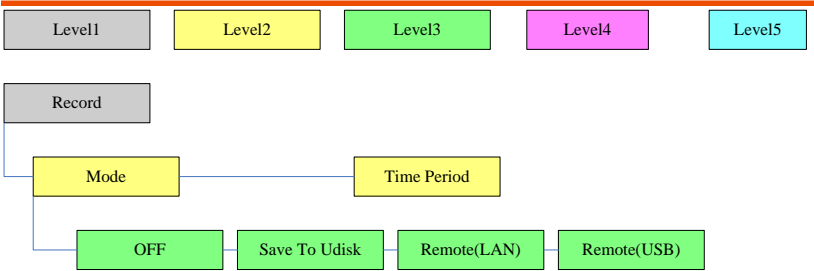 Level1 Level2 Level3 Level4 Level5
Record
Mode Time Period
OFF Save To Udisk Remote(LAN) Remote(USB)